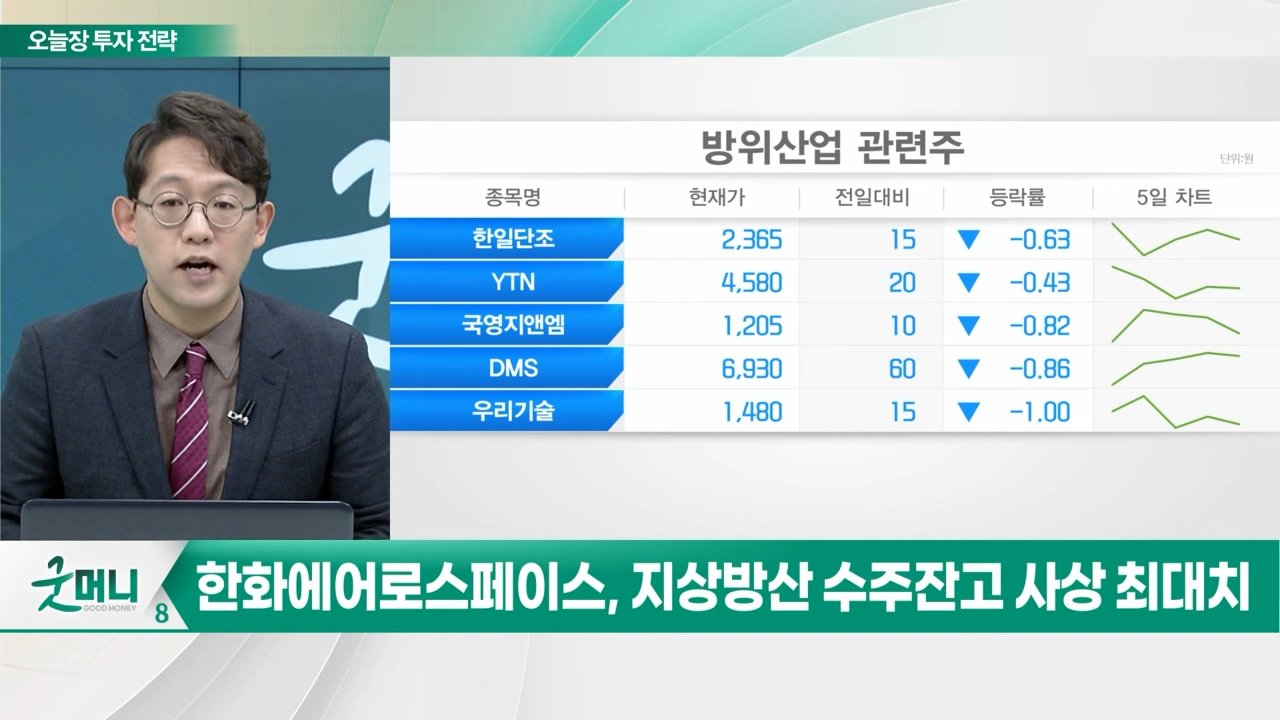 오늘장 투자 전략
방위산업 관련주
단위:원
종목명 현재가 전일대비 등락률 5일 차트
한일단조 2,365 15 ▼ -0.63
YTN 4,580 20 ▼ -0.43
국영지앤엠 1,205 10 ▼ -0.82
DMS 6,930 60 ▼ -0.86
우리기술 1,480 15 ▼ -1.00
굿머니
GOOD MONEY
8
한화에어로스페이스, 지상방산 수주잔고 사상 최대치